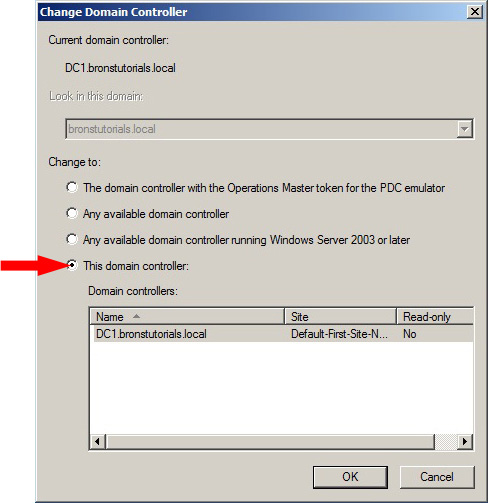 Change Domain Controller
Current domain controller:
DC1.bronstutorials.local
Look in this domain:
bronstutorials.local
Change to:
The domain controller with the Operations Master token for the PDC emulator
Any available domain controller
Any available domain controller running Windows Server 2003 or later
This domain controller:
Domain controllers:
Name Site Read-only
DC1.bronstutorials.local Default-First-Site-N... No
OK Cancel